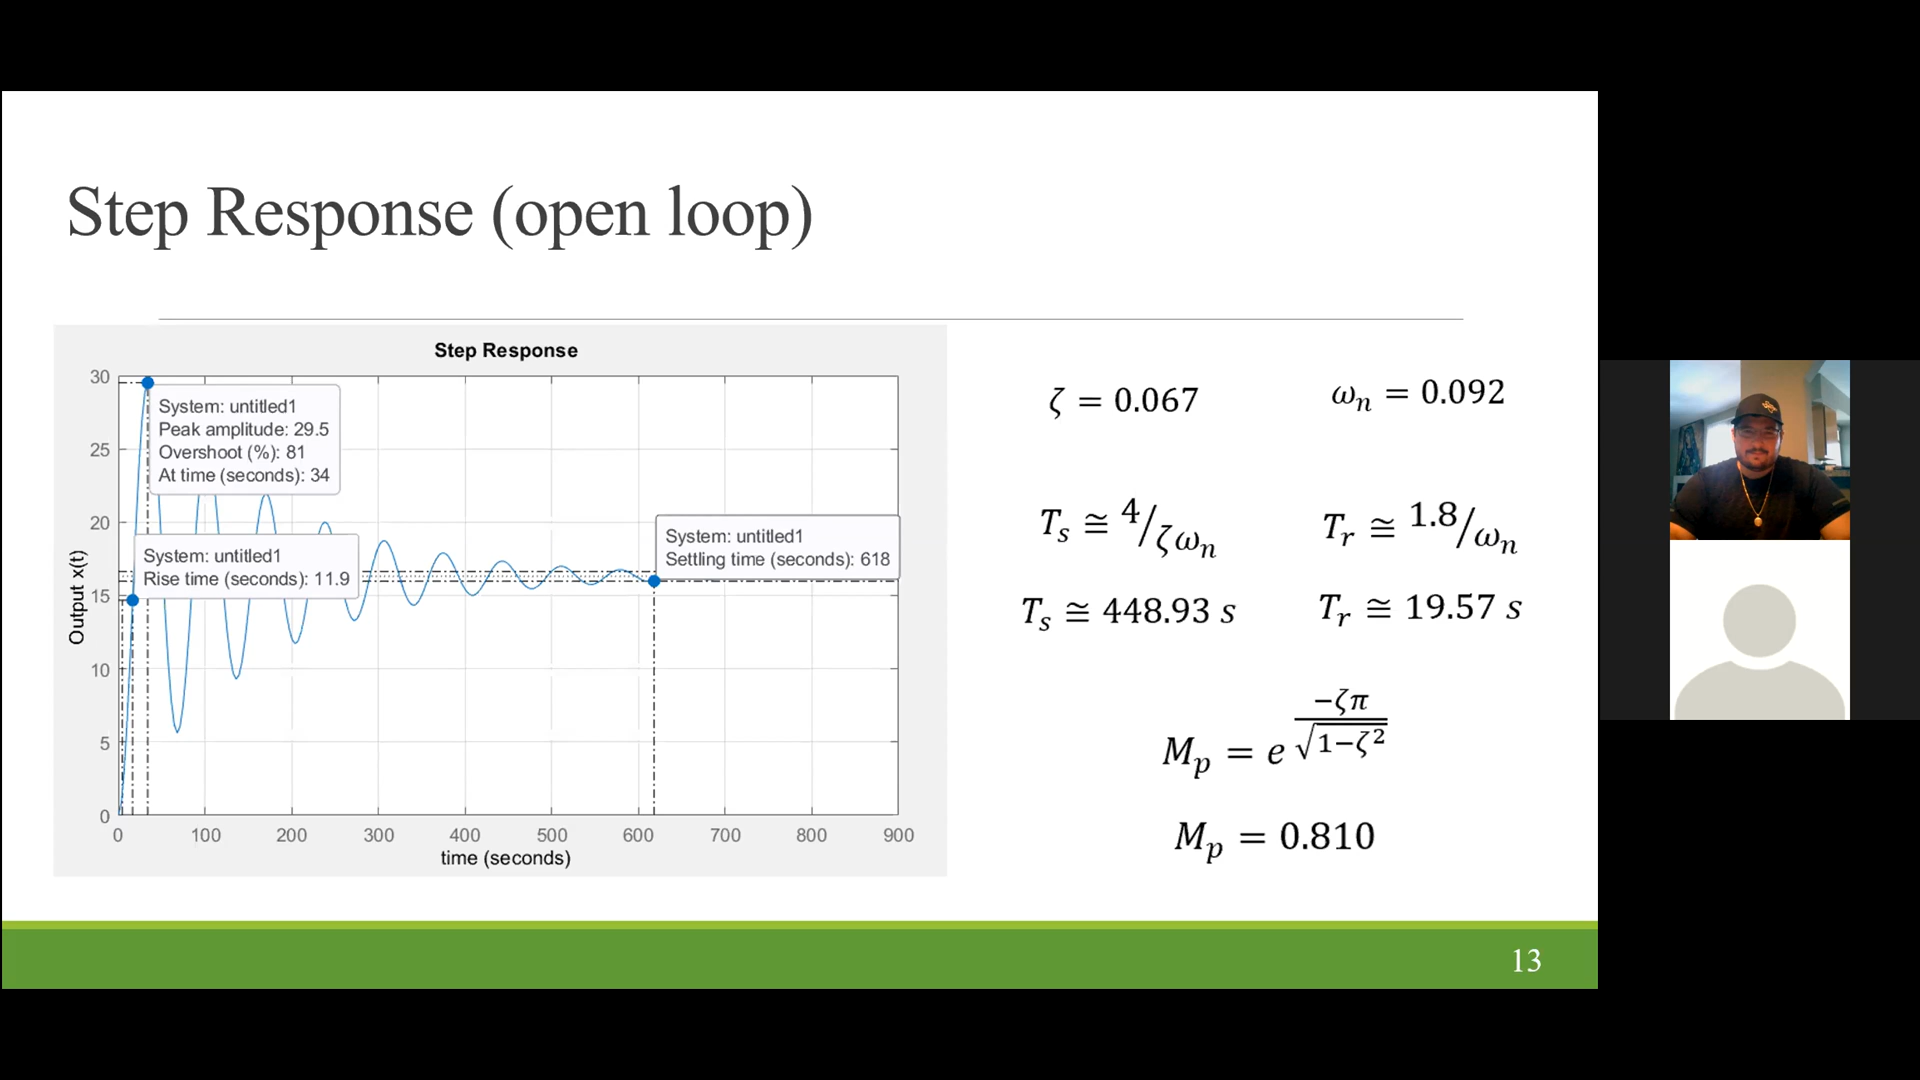 Step Response (open loop)
Step Response
System: untitled1
Peak amplitude: 29.5
Overshoot (%): 81
At time (seconds): 34
System: untitled1
Rise time (seconds): 11.9
System: untitled1
Settling time (seconds): 618
Output x(t)
30
25
20
15
10
5
0
0 100 200 300 400 500 600 700 800 900
time (seconds)
ζ = 0.067
ωₙ = 0.092
Tₛ ≅ 4/ζωₙ
Tᵣ ≅ 1.8/ωₙ
Tₛ ≅ 448.93 s
Tᵣ ≅ 19.57 s
Mₚ = e^(−ζπ/√(1−ζ²))
Mₚ = 0.810
13